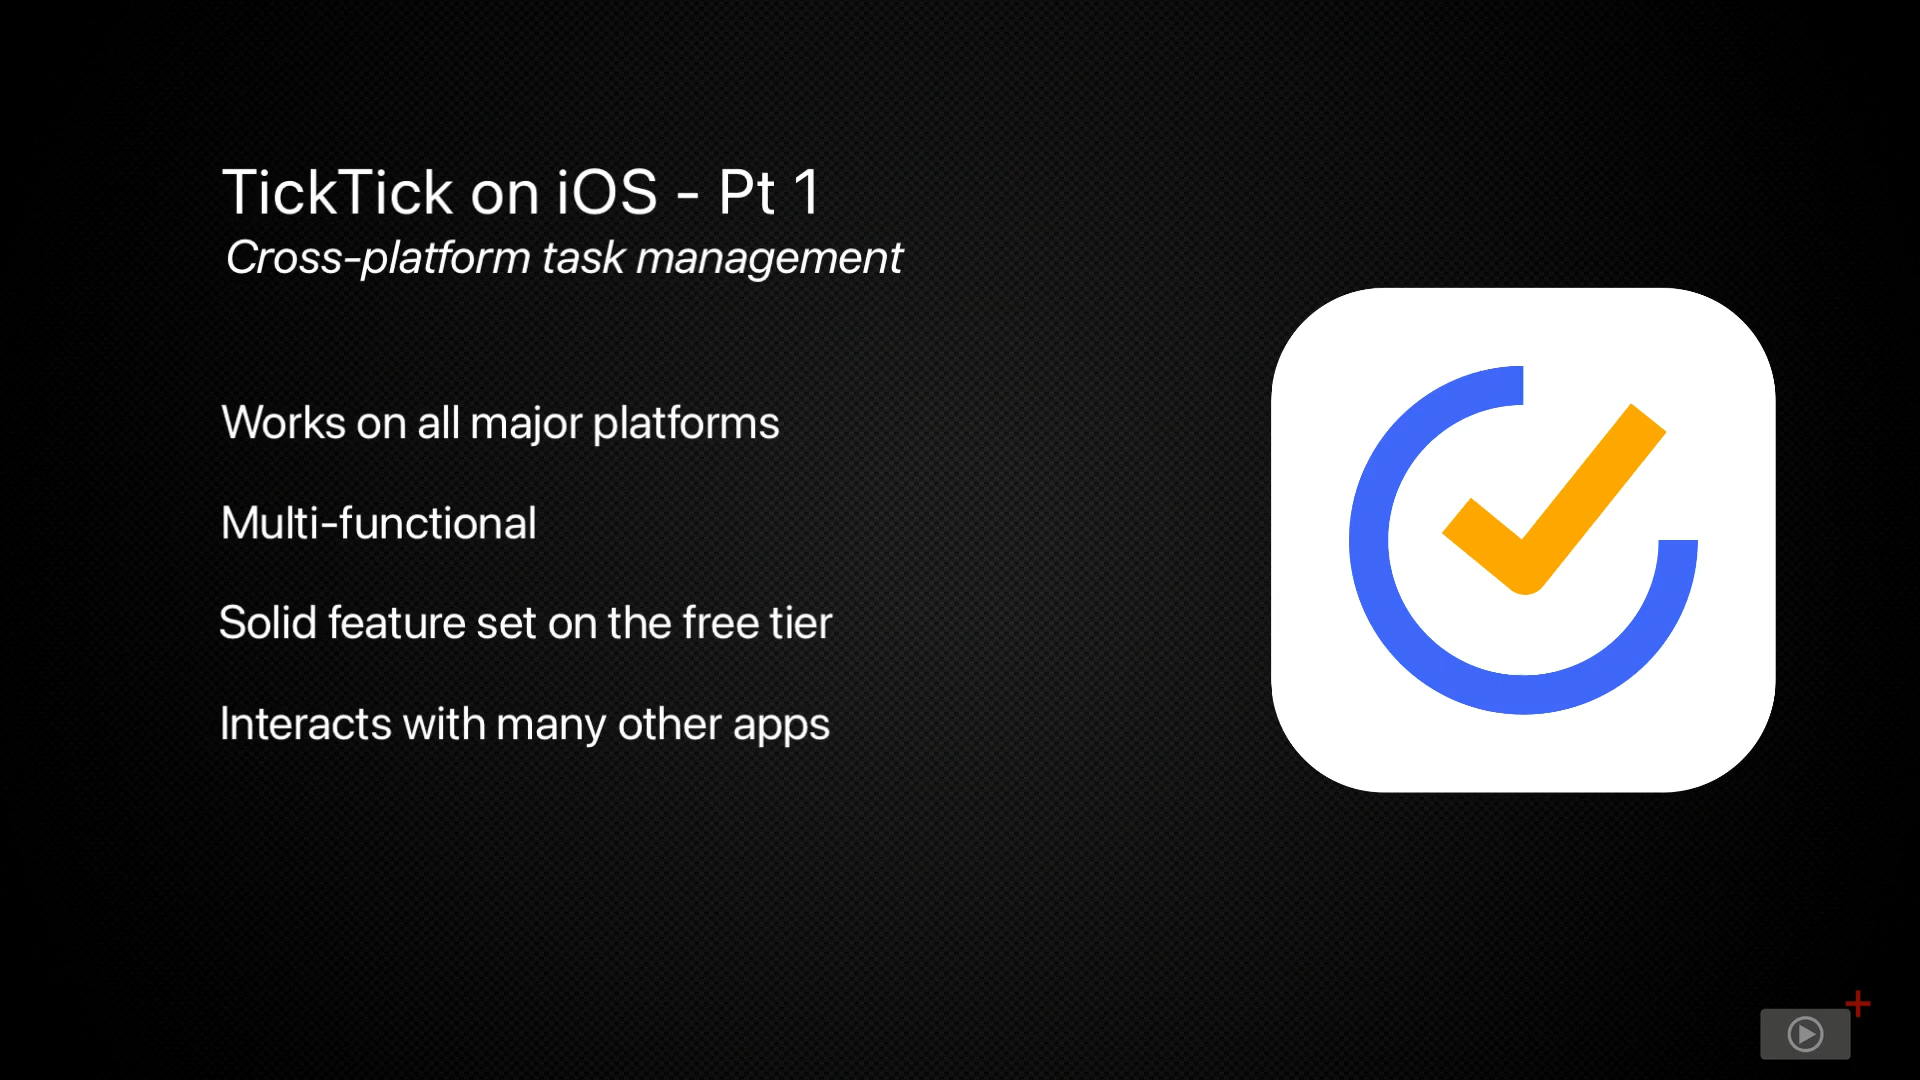 TickTick on iOS - Pt 1
Cross-platform task management
Works on all major platforms
Multi-functional
Solid feature set on the free tier
Interacts with many other apps